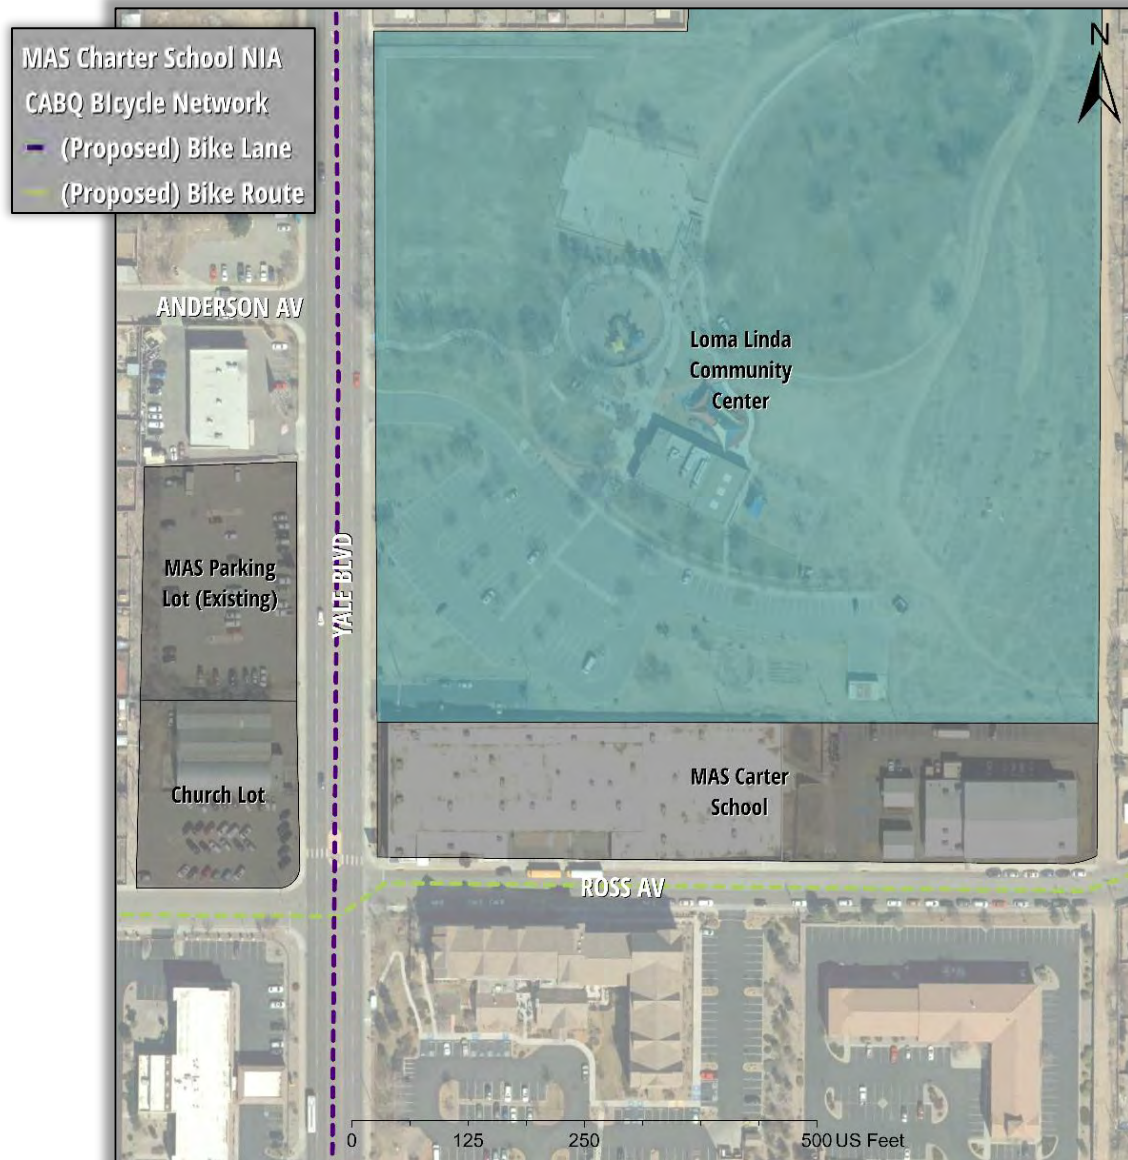 MAS Charter School NIA
CABQ BIcycle Network
(Proposed) Bike Lane
(Proposed) Bike Route
N
ANDERSON AV
Loma Linda
Community
Center
MAS Parking
Lot (Existing)
YALE BLVD
Church Lot
MAS Carter
School
ROSS AV
0 125 250 500 US Feet